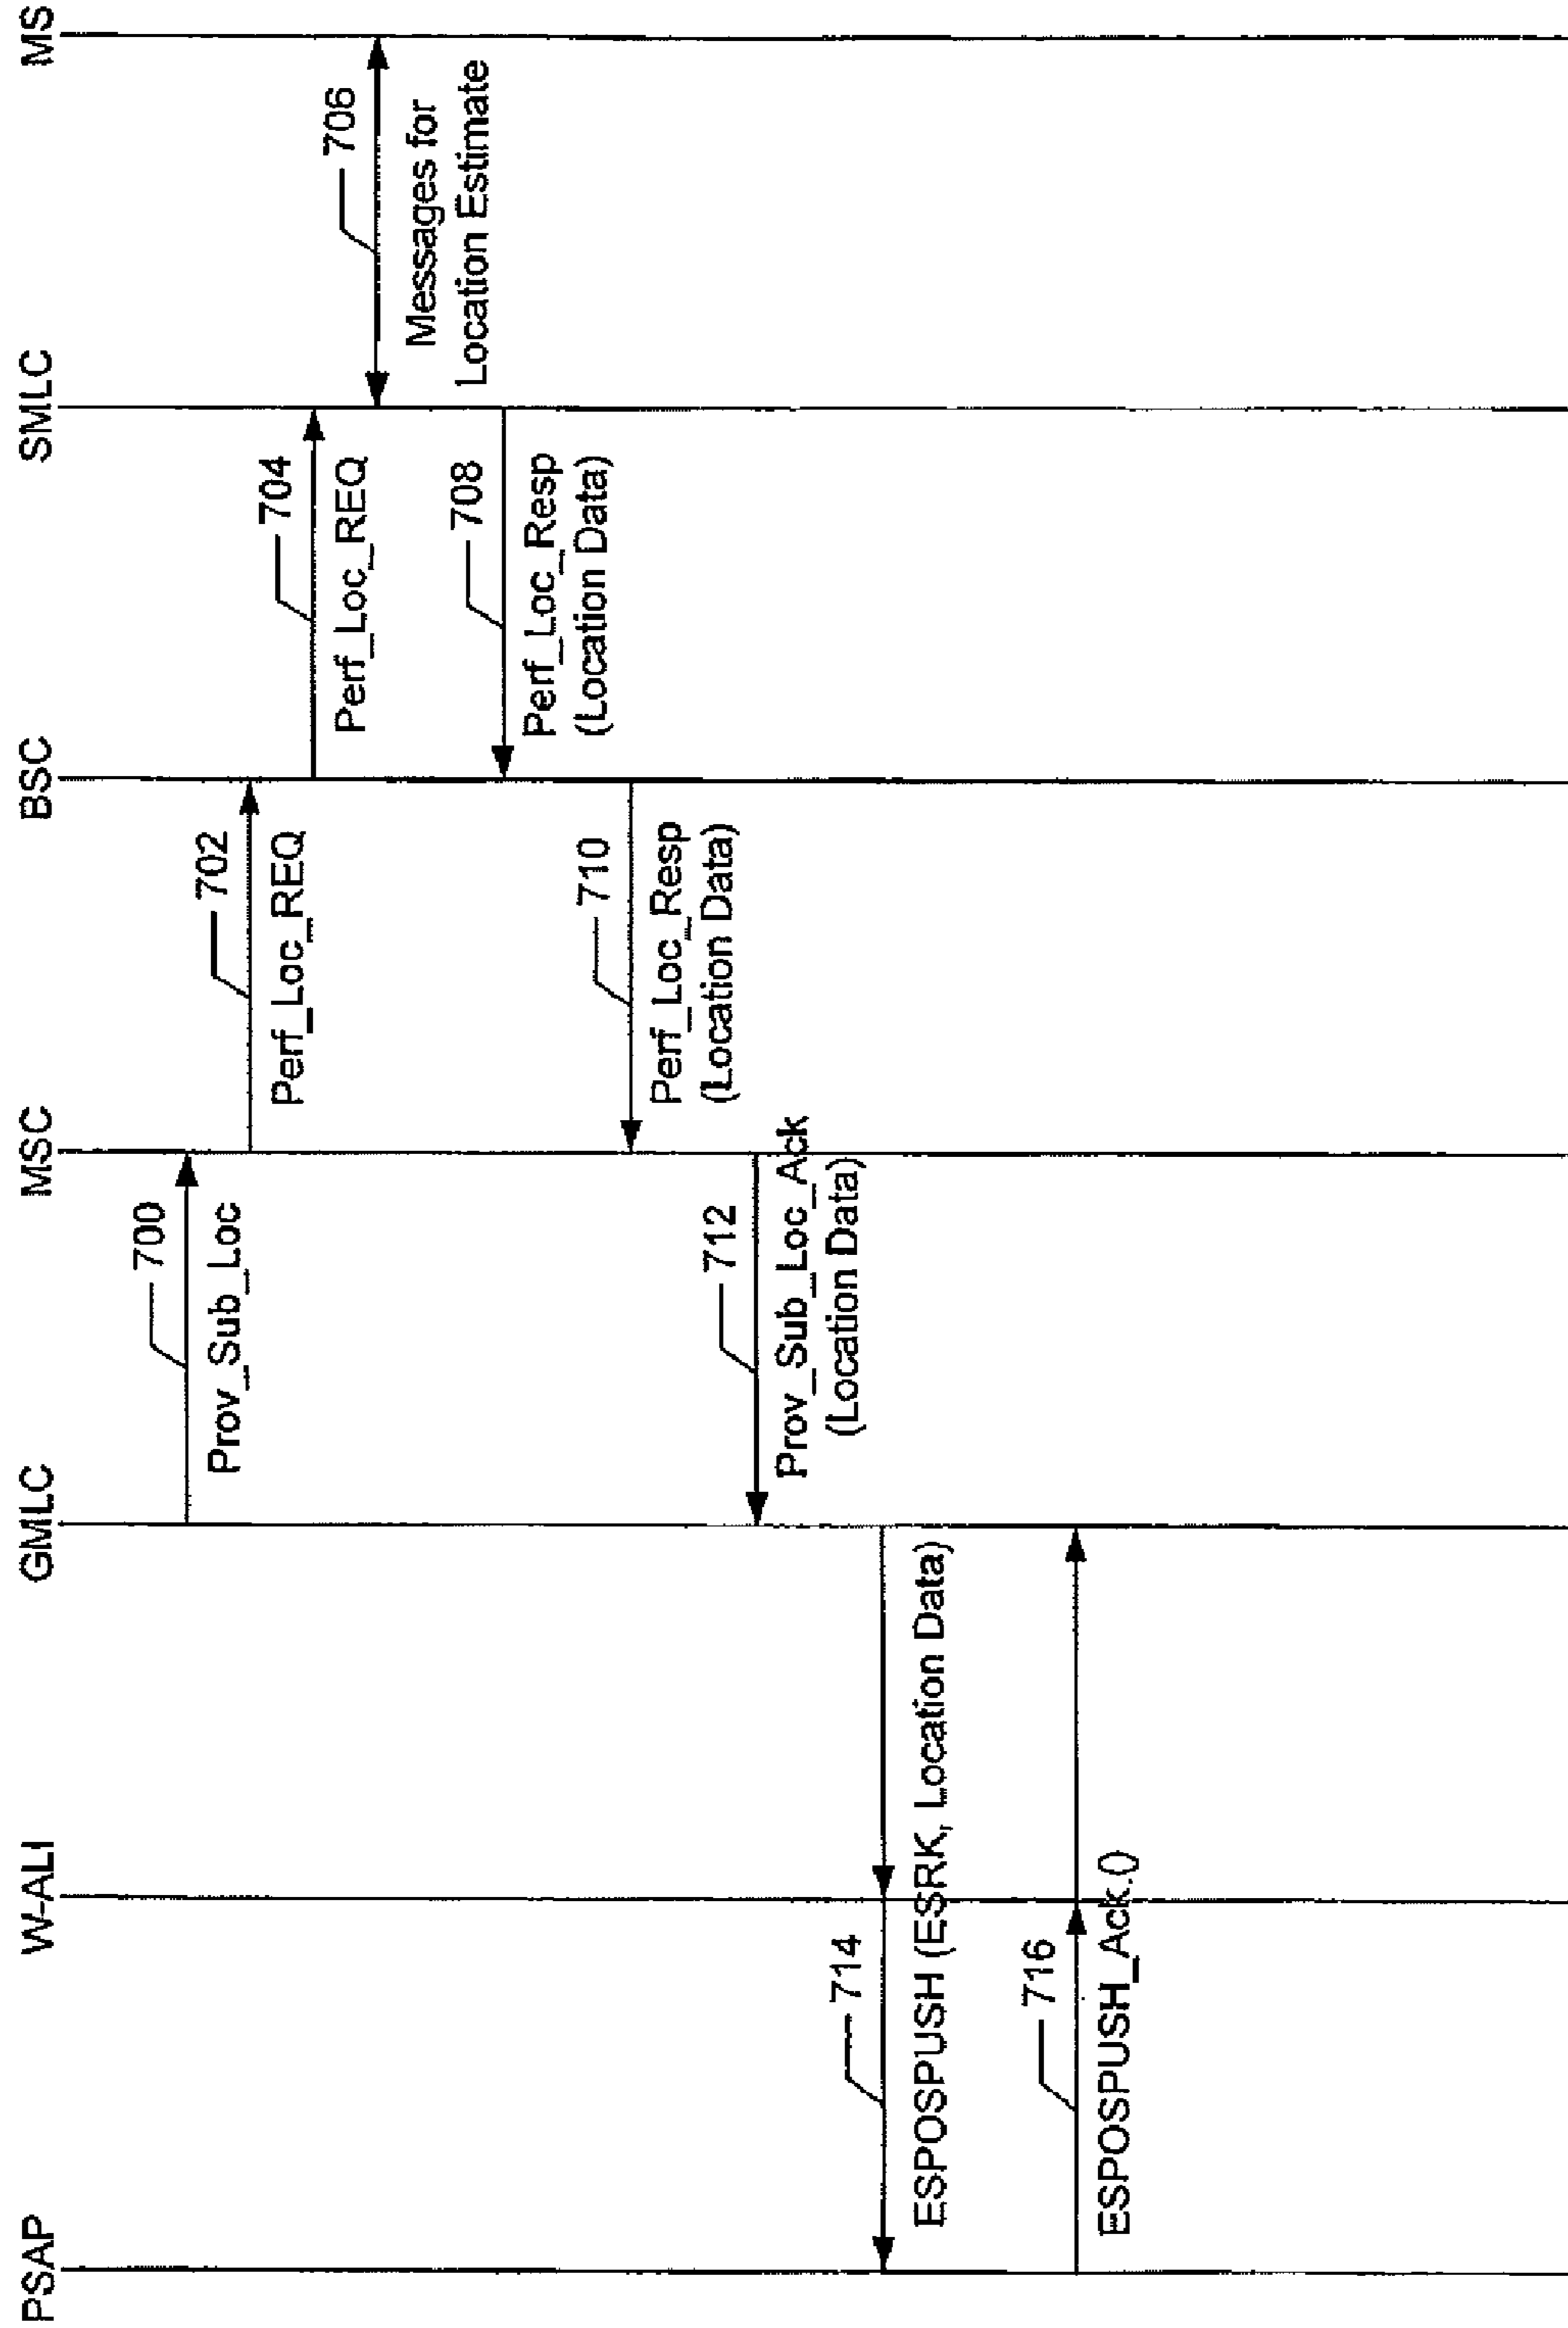 PSAP
W-ALI
GMLC
MSC
BSC
SMLC
MS
700
Prov_Sub_Loc
702
Perf_Loc_REQ
704
Perf_Loc_REQ
706
Messages for
Location Estimate
708
Perf_Loc_Resp
(Location Data)
710
Perf_Loc_Resp
(Location Data)
712
Prov_Sub_Loc_Ack
(Location Data)
714
ESPOSPUSH (ESRK, Location Data)
716
ESPOSPUSH_Ack.()